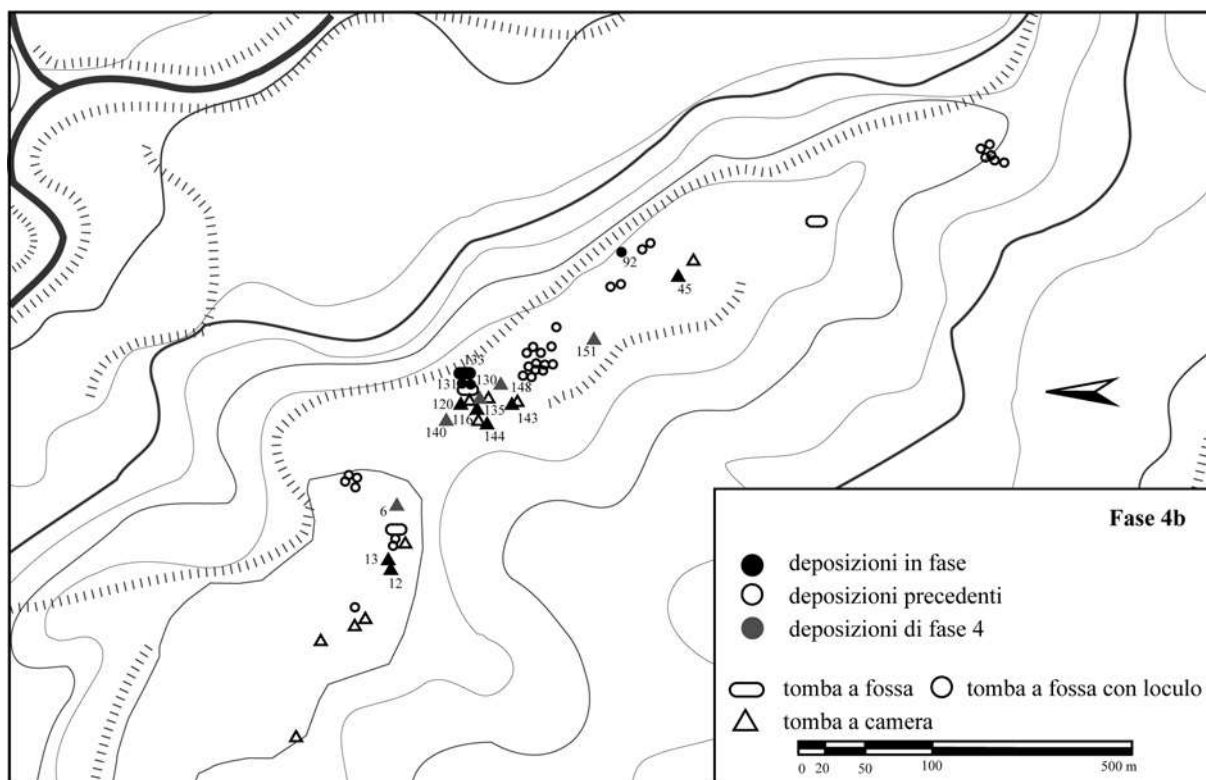 92
45
151
133
131
130
148
120
116
135
143
140
144
6
13
12
Fase 4b
deposizioni in fase
deposizioni precedenti
deposizioni di fase 4
tomba a fossa tomba a fossa con loculo
tomba a camera
0 20 50 100 500 m